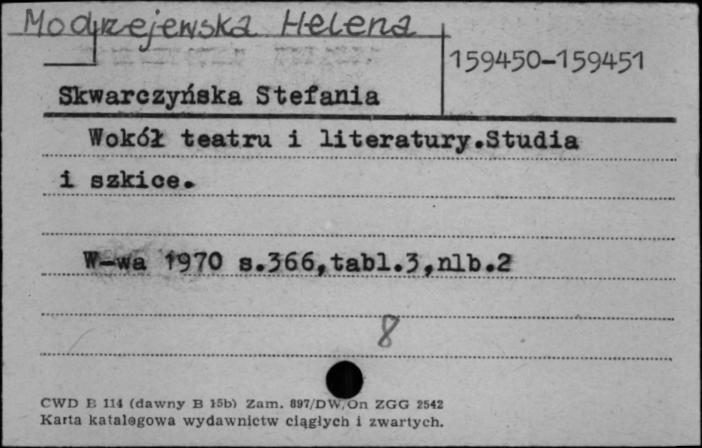 Modrzejewska Helena
159450-159451
Skwarczyńska Stefania
Wokół teatru i literatury.Studia
i szkice.
W-wa 1970 s.366,tabl.3,nlb.2
8
CWD B 114 (dawny B 15b) Zam. 897/DW/On ZGG 2542
Karta katalogowa wydawnictw ciągłych i zwartych.